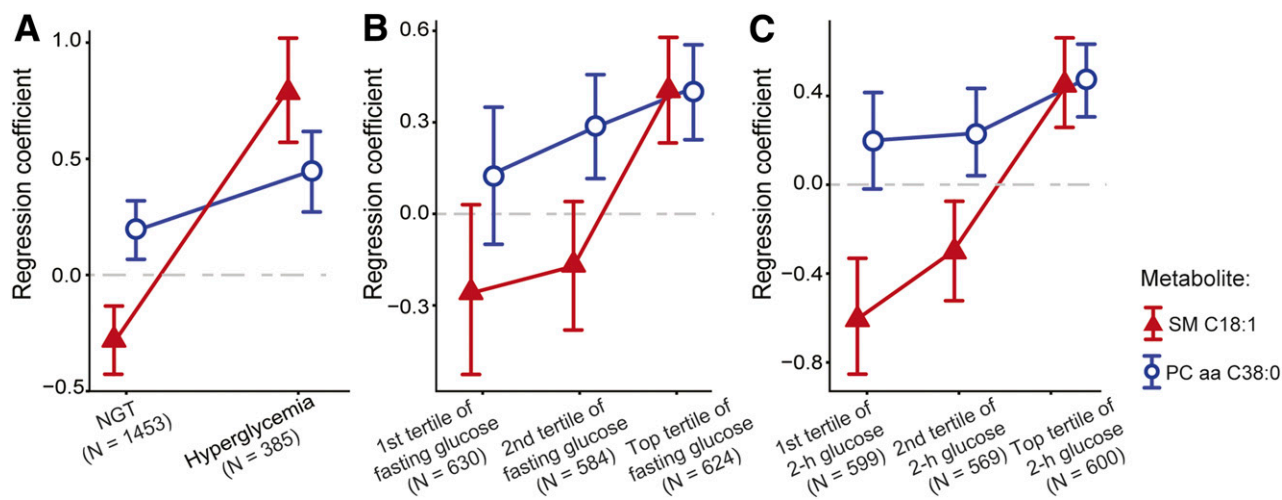 A
Regression coefficient
1.0
0.5
0.0
−0.5
NGT
(N = 1453)
Hyperglycemia
(N = 385)
B
Regression coefficient
0.6
0.3
0.0
−0.3
1st tertile of
fasting glucose
(N = 630)
2nd tertile of
fasting glucose
(N = 584)
Top tertile of
fasting glucose
(N = 624)
C
Regression coefficient
0.4
0.0
−0.4
−0.8
1st tertile of
2-h glucose
(N = 599)
2nd tertile of
2-h glucose
(N = 569)
Top tertile of
2-h glucose
(N = 600)
Metabolite:
SM C18:1
PC aa C38:0